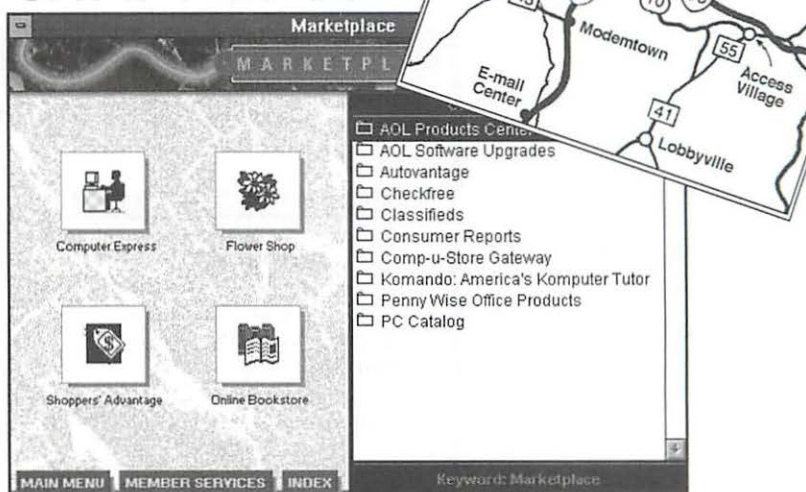 Marketplace
MARKETPL
Modemtown
55
Access
Village
E-mail
Center
41
Lobbyville
AOL Products Cente
AOL Software Upgrades
Autovantage
Checkfree
Classifieds
Consumer Reports
Comp-u-Store Gateway
Komando: America's Komputer Tutor
Penny Wise Office Products
PC Catalog
Computer Express
Flower Shop
Shoppers' Advantage
Online Bookstore
MAIN MENU
MEMBER SERVICES
INDEX
Keyword: Marketplace